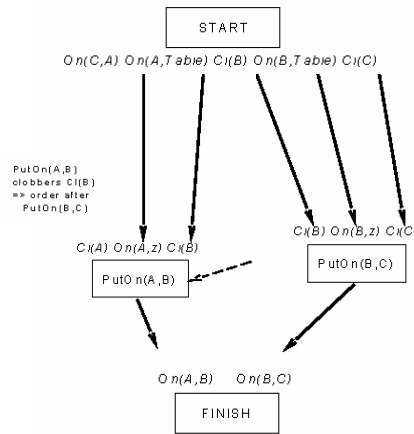 START
On(C,A) On(A,Table) Cl(B) On(B,Table) Cl(C)
PutOn(A,B)
clobbers Cl(B)
=> order after
PutOn(B,C)
Cl(B) On(B,z) Cl(C
Cl(A) On(A,z) Cl(B)
PutOn(A,B)
PutOn(B,C)
On(A,B) On(B,C)
FINISH